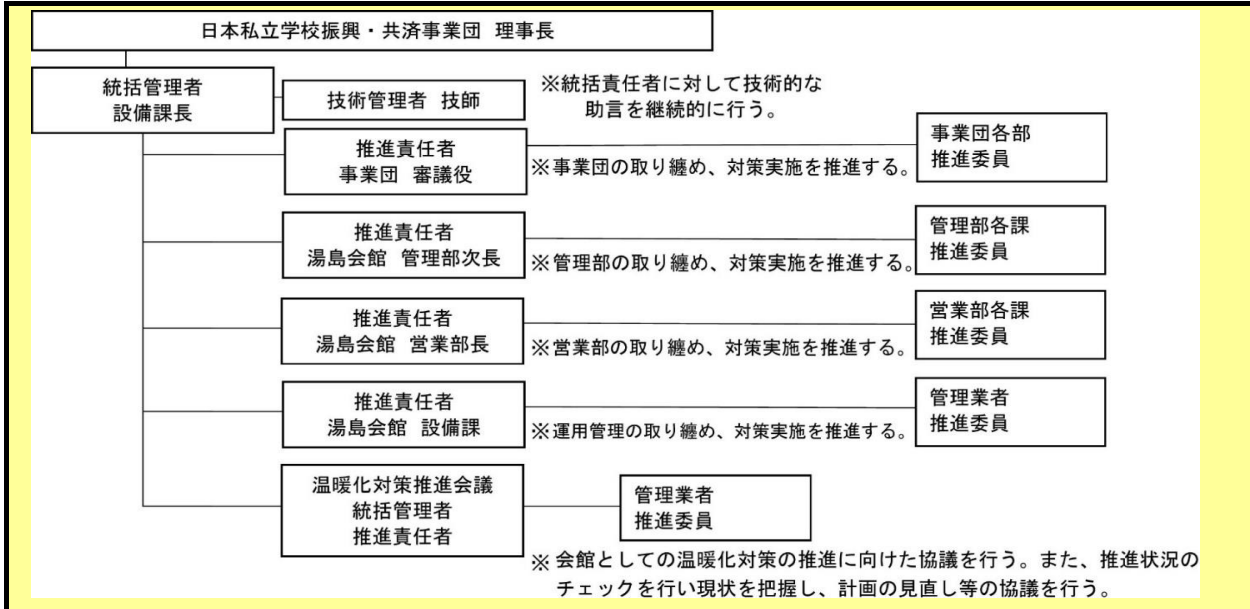 日本私立学校振興・共済事業団 理事長
統括管理者
設備課長
技術管理者 技師
※統括責任者に対して技術的な
助言を継続的に行う。
推進責任者
事業団 審議役
※事業団の取り纏め、対策実施を推進する。
事業団各部
推進委員
推進責任者
湯島会館 管理部次長
※管理部の取り纏め、対策実施を推進する。
管理部各課
推進委員
推進責任者
湯島会館 営業部長
※営業部の取り纏め、対策実施を推進する。
営業部各課
推進委員
推進責任者
湯島会館 設備課
※運用管理の取り纏め、対策実施を推進する。
管理業者
推進委員
温暖化対策推進会議
統括管理者
推進責任者
管理業者
推進委員
※ 会館としての温暖化対策の推進に向けた協議を行う。また、推進状況の
チェックを行い現状を把握し、計画の見直し等の協議を行う。